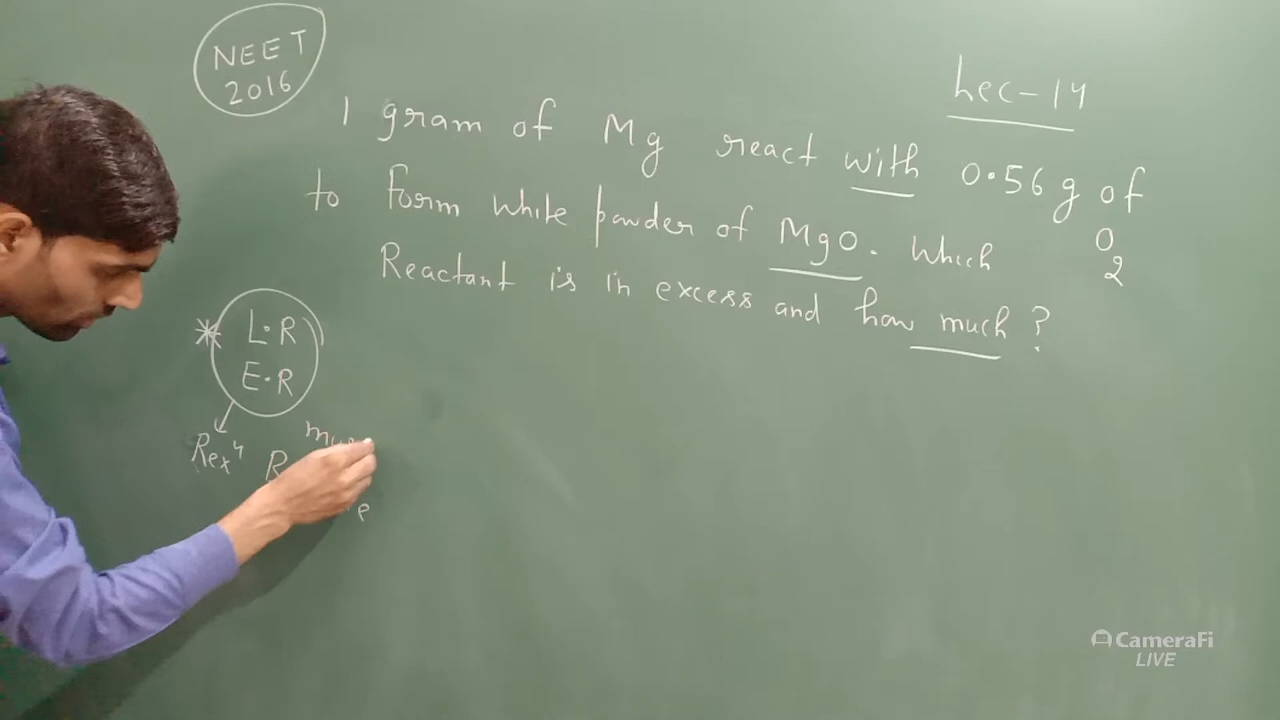 NEET
2016
Lec-14
1 gram of Mg react with 0.56g of
O2
to form white powder of MgO. Which
Reactant is in excess and how much?
L.R
E.R
Rexⁿ
CameraFi
LIVE